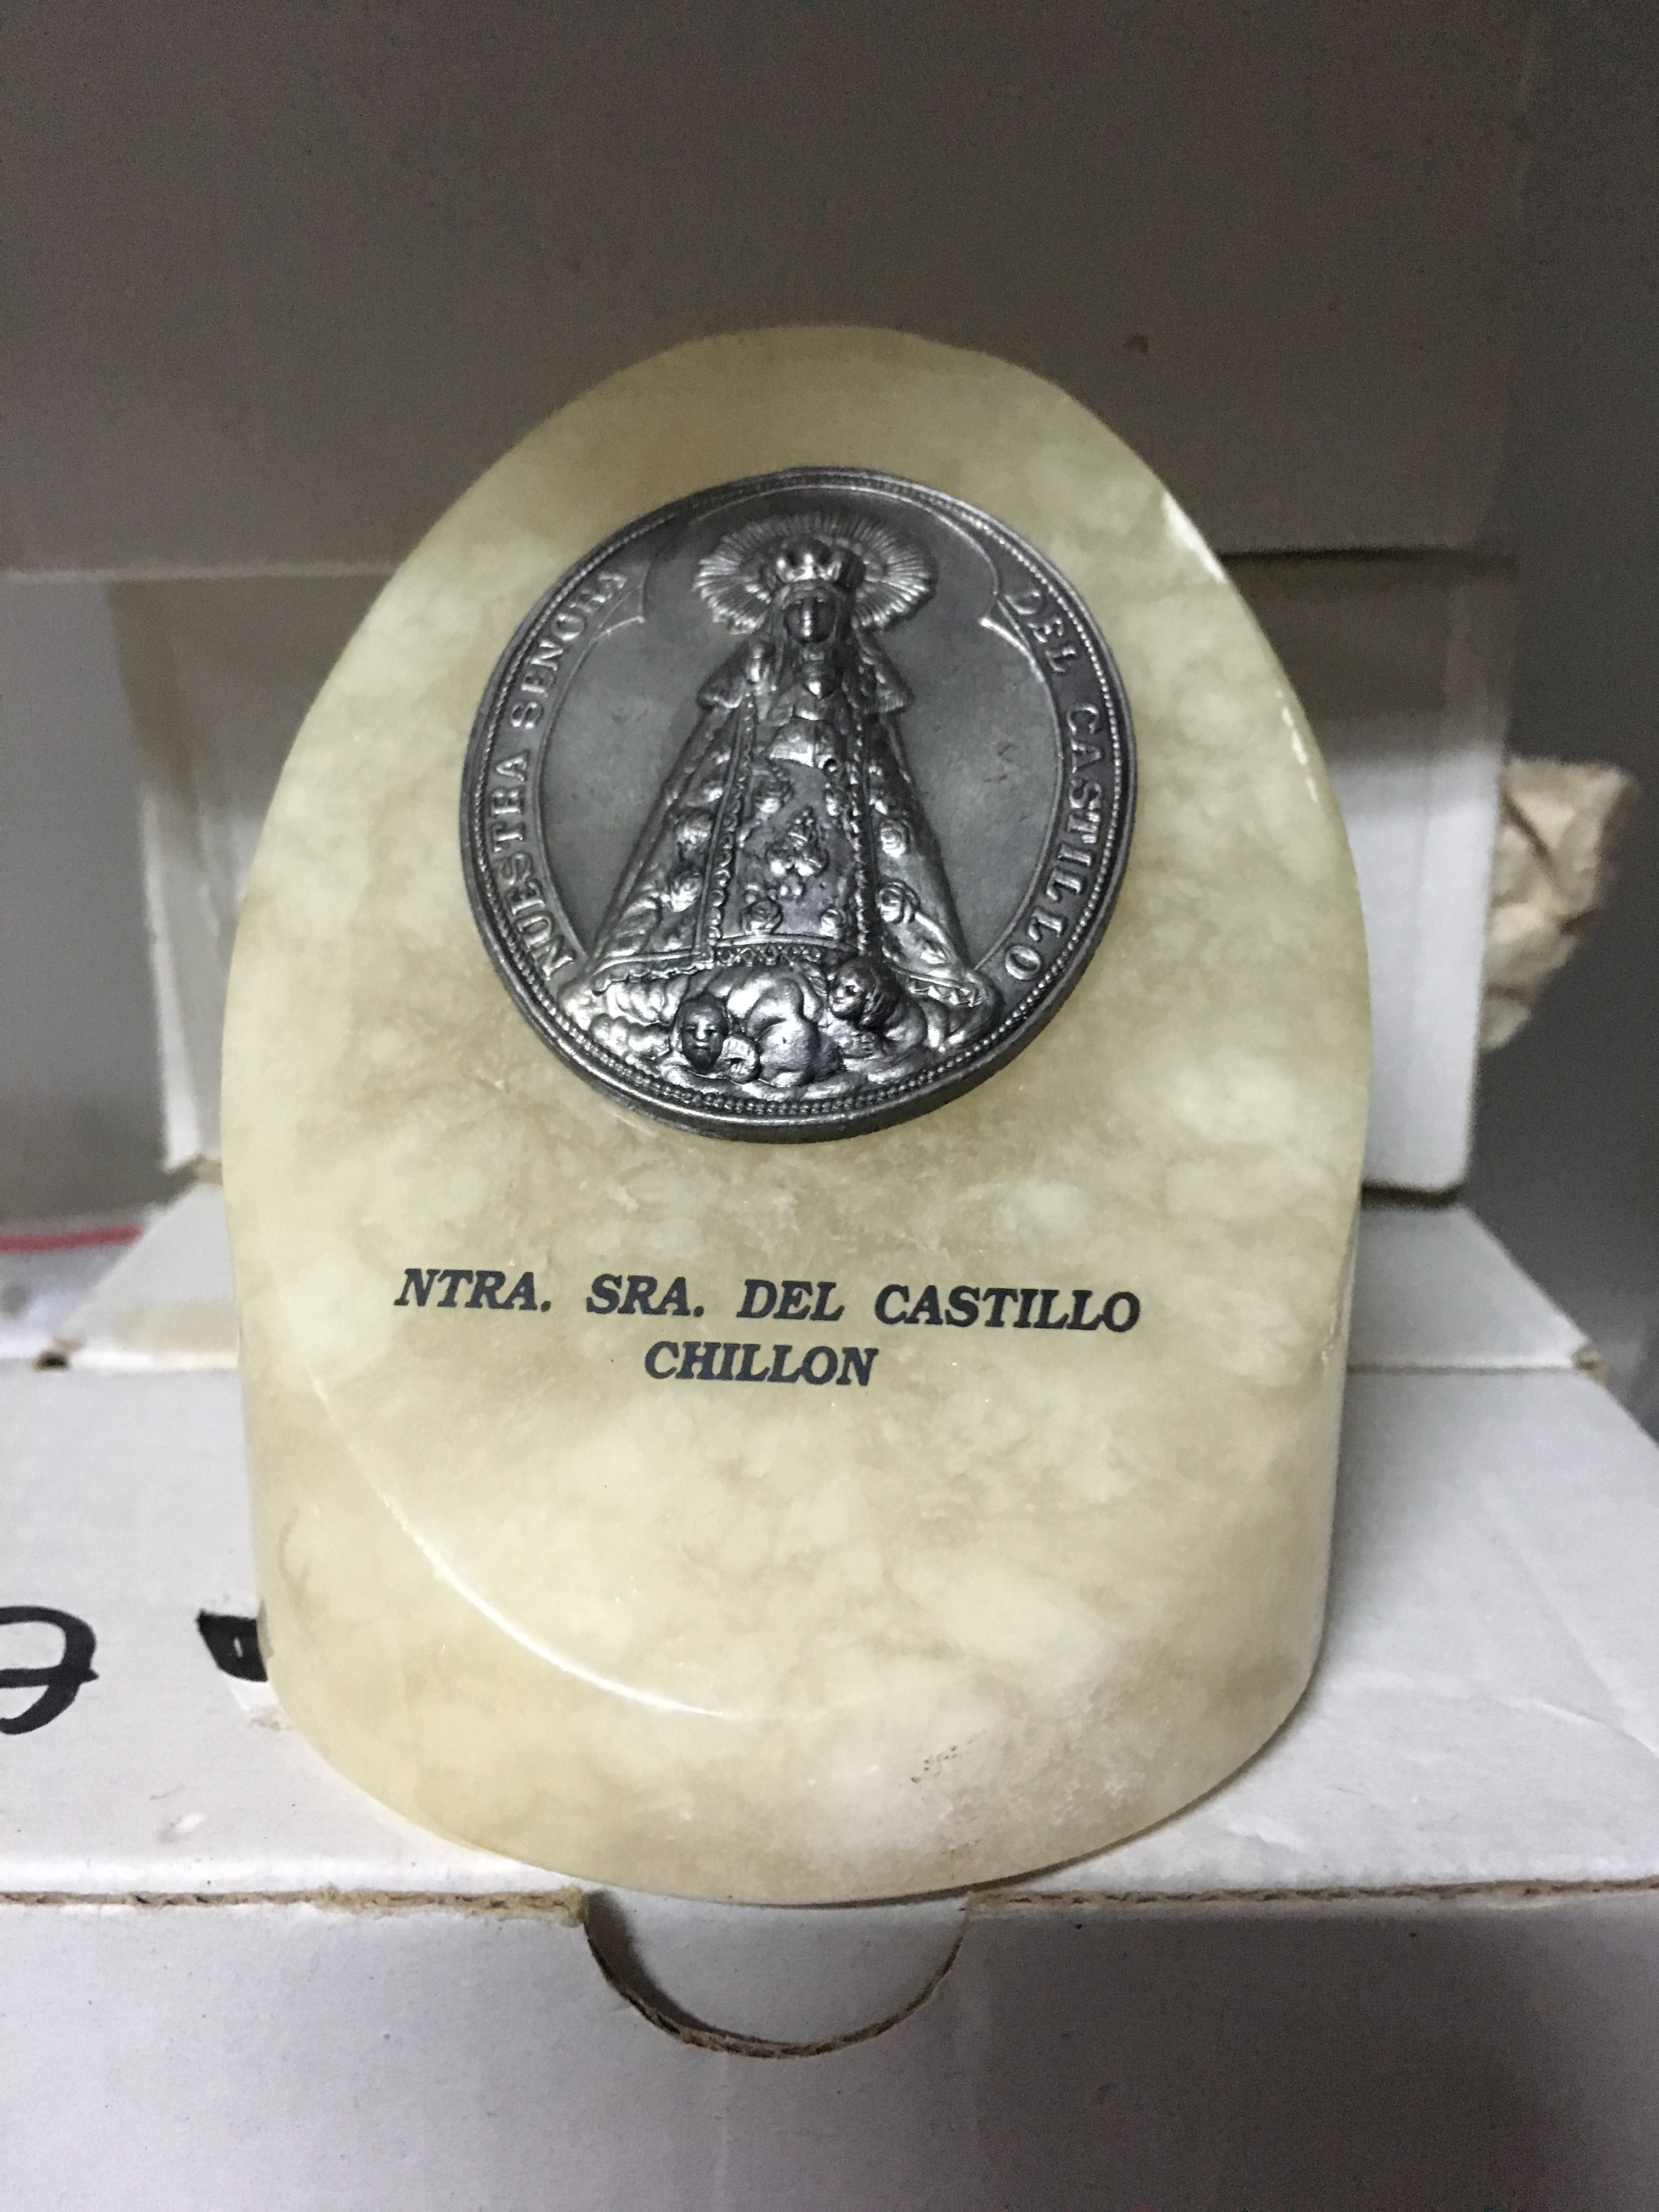 NUESTRA SEÑORA
DEL CASTILLO
NTRA. SRA. DEL CASTILLO
CHILLON